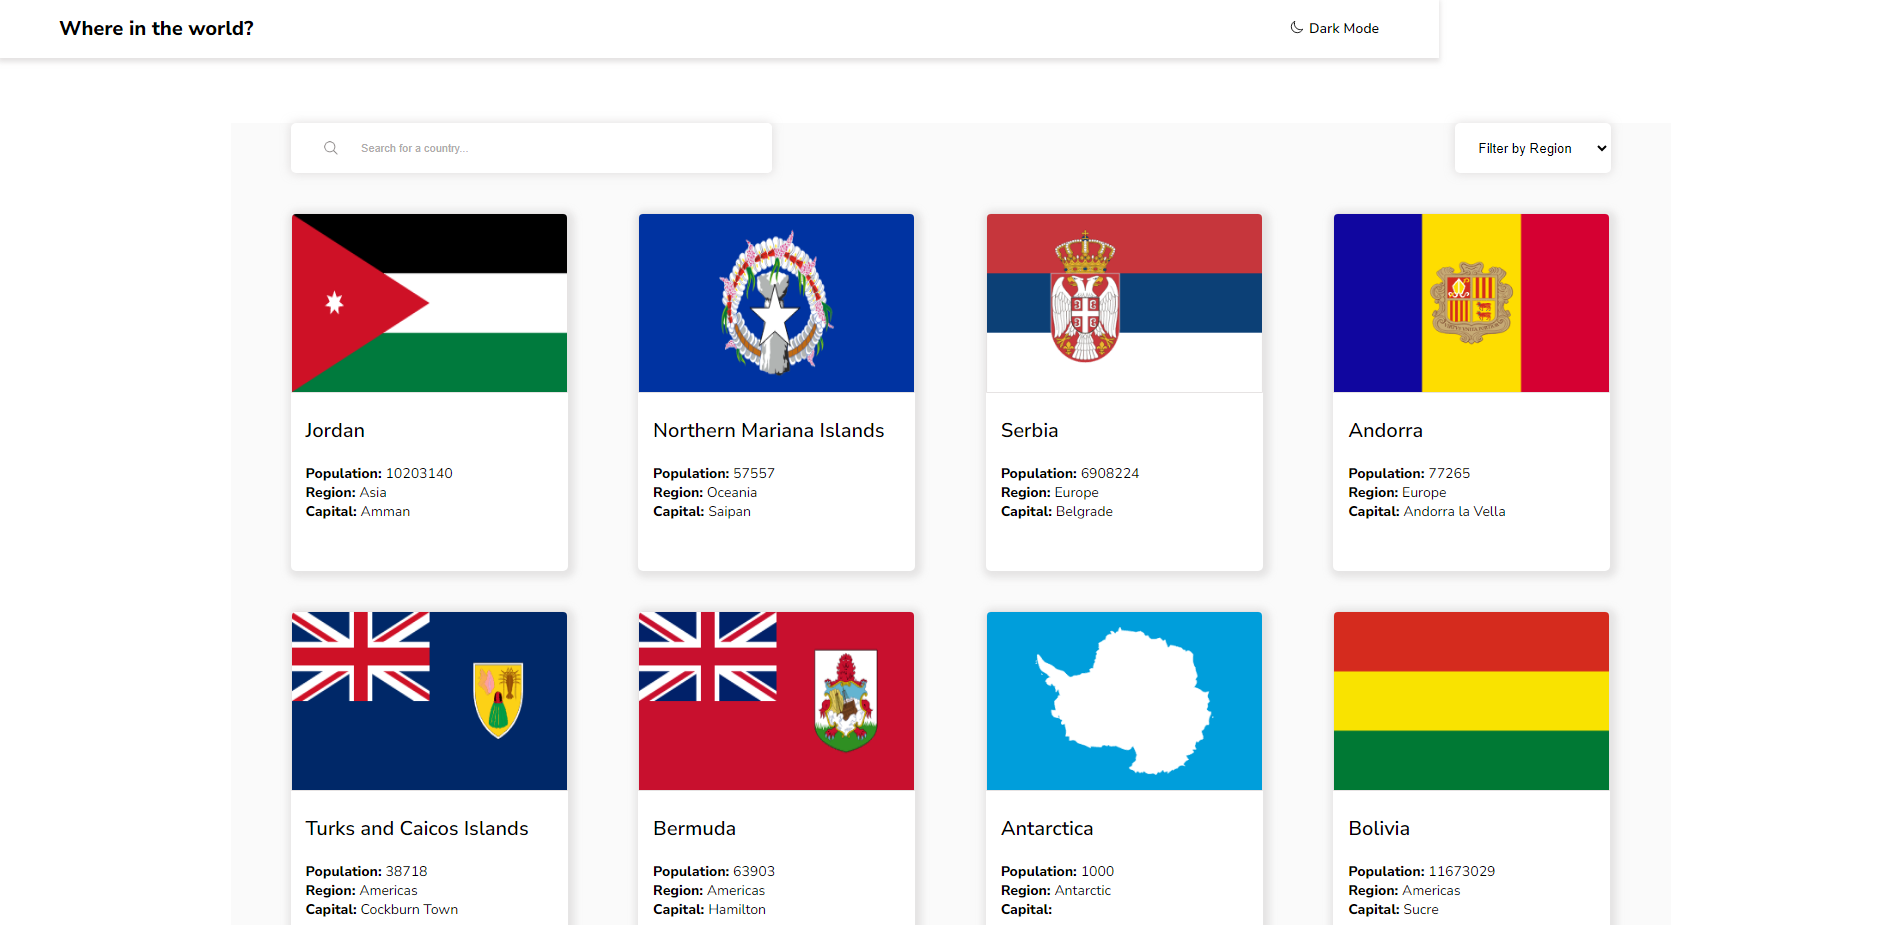 Where in the world?
Dark Mode
Search for a country...
Filter by Region
Jordan
Population: 10203140
Region: Asia
Capital: Amman
Northern Mariana Islands
Population: 57557
Region: Oceania
Capital: Saipan
Serbia
Population: 6908224
Region: Europe
Capital: Belgrade
Andorra
Population: 77265
Region: Europe
Capital: Andorra la Vella
Turks and Caicos Islands
Population: 38718
Region: Americas
Capital: Cockburn Town
Bermuda
Population: 63903
Region: Americas
Capital: Hamilton
Antarctica
Population: 1000
Region: Antarctic
Capital:
Bolivia
Population: 11673029
Region: Americas
Capital: Sucre